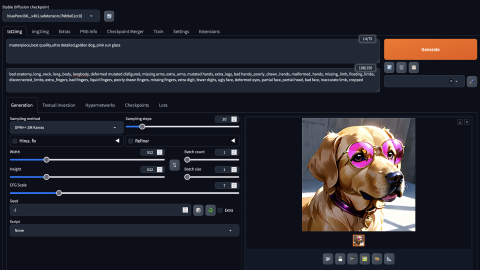 Stable Diffusion checkpoint
txt2img img2img Extras PNG Info Checkpoint Merger Train Settings Extensions
14/75
masterpiece,best quality,ultra detailed,golden dog, pink sun glass
Generate
bad anatomy, long_neck, long_body, longbody, deformed mutated disfigured, missing arms, extra_arms, mutated hands, extra_legs, bad hands, poorly_drawn_hands, malformed_hands, missing_limb, floating_limbs,
disconnected_limbs, extra_fingers, bad fingers, liquid fingers, poorly drawn fingers, missing fingers, extra digit, fewer digits, ugly face, deformed eyes, partial face, partial head, bad face, inaccurate limb, cropped
Generation Textual Inversion Hypernetworks Checkpoints Lora
Sampling method Sampling steps 20
DPM++ 2M Karras
Hires. fix Refiner
Width 512 Batch count 1
Height 512 Batch size 1
CFG Scale 7
Seed
-1 Extra
Script
None